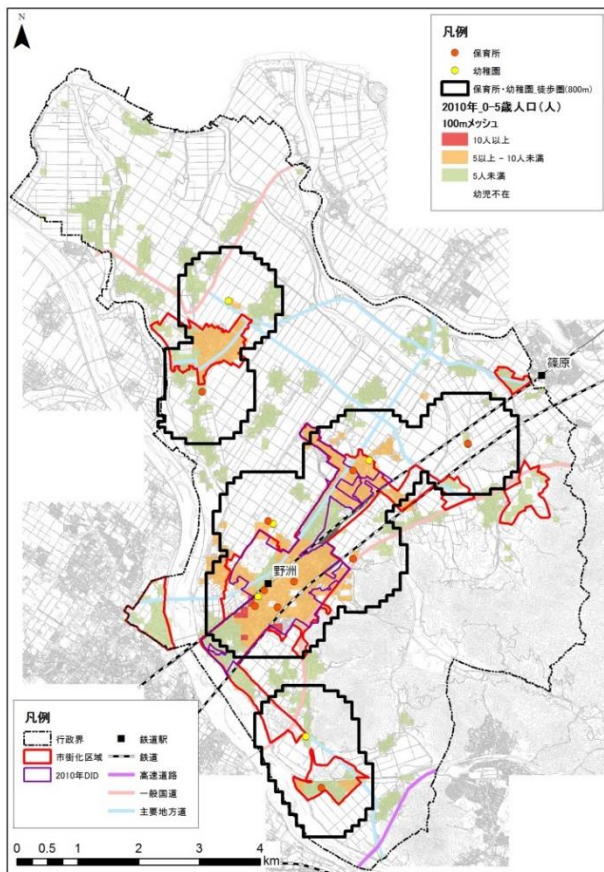 N
凡例
保育所
幼稚園
保育所・幼稚園_徒歩圏(800m)
2010年_0-5歳人口(人)
100mメッシュ
10人以上
5以上 - 10人未満
5人未満
幼児不在
篠原
野洲
凡例
行政界
市街化区域
2010年DID
鉄道駅
鉄道
高速道路
一般国道
主要地方道
0 0.5 1 2 3 4
km